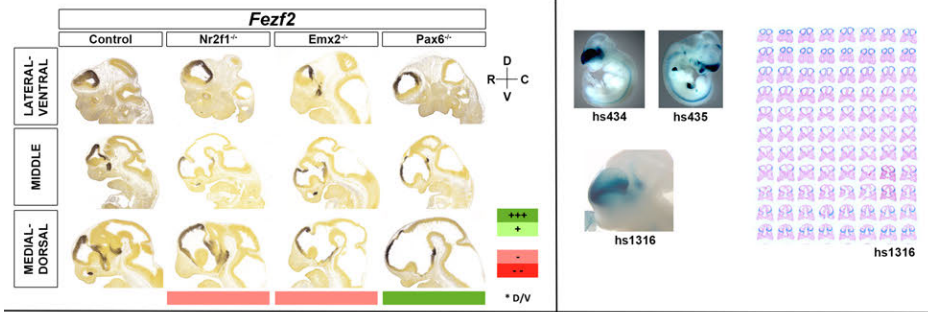 Fezf2
Control Nr2f1-/- Emx2-/- Pax6-/-
LATERAL-
VENTRAL
D
R C
V
MIDDLE
MEDIAL-
DORSAL
+++
+
-
--
* D/V
hs434 hs435
hs1316
hs1316